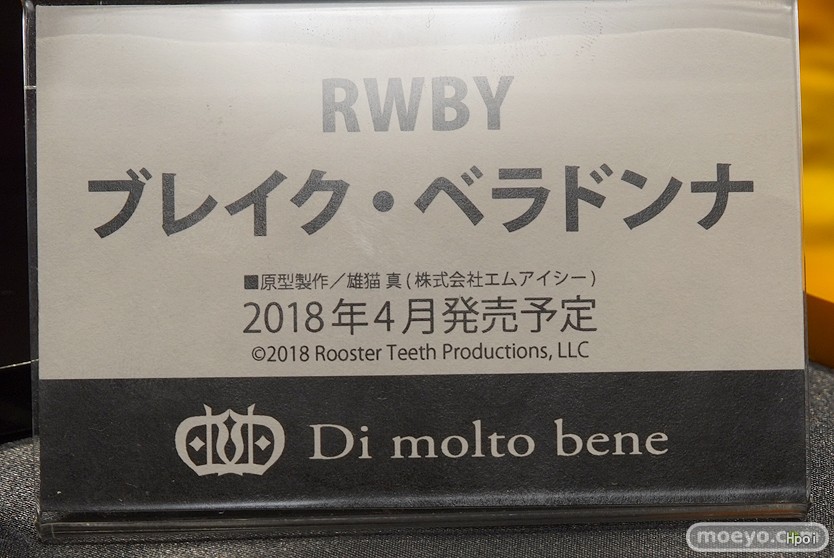 RWBY
ブレイク・ベラドンナ
■原型製作／雄猫 真(株式会社エムアイシー)
2018年4月発売予定
©2018 Rooster Teeth Productions, LLC
Di molto bene
moeyo.com
Hpoi